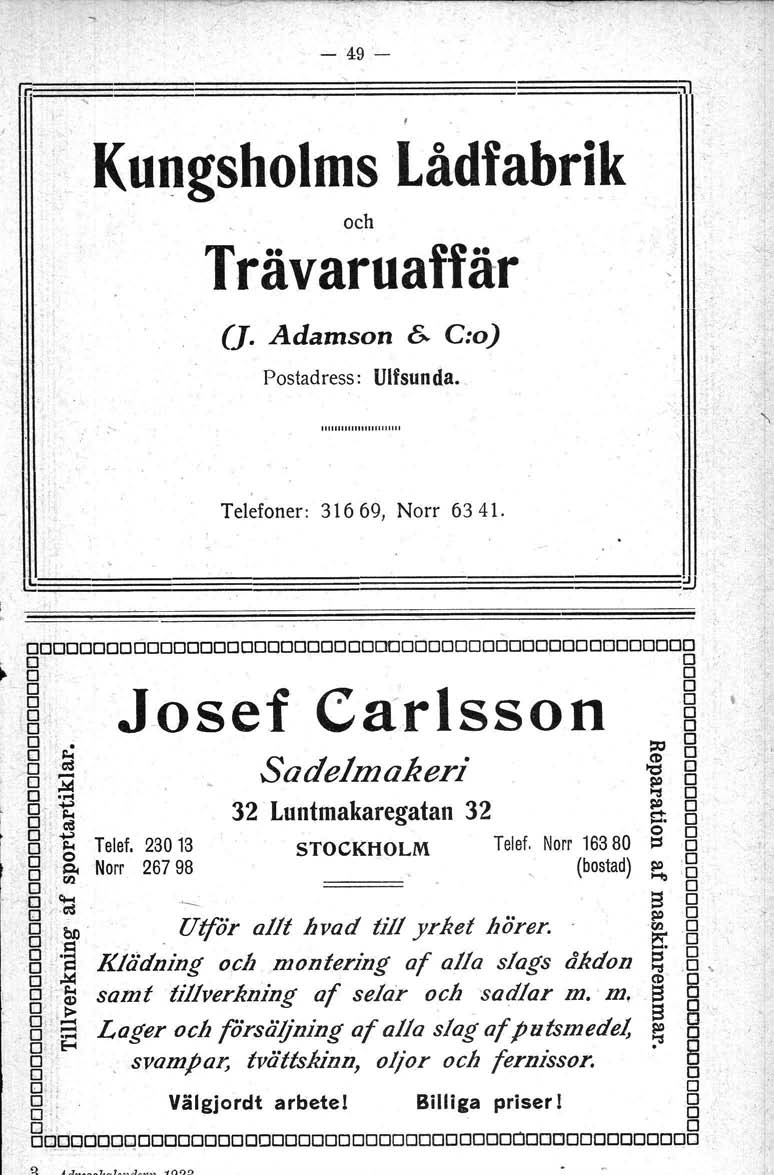 — 49 —
Kungsholms Lådfabrik
och
Trävaruaffär
(J. Adamson & C:o)
Postadress: Ulfsunda.
Telefoner: 316 69, Norr 63 41.
Josef Carlsson
Sadelmakeri
32 Luntmakaregatan 32
Telef. 230 13
Norr 267 98
STOCKHOLM
Telef. Norr 163 80
(bostad)
Tillverkning af sportartiklar.
Reparation af maskinremmar.
Utför allt hvad till yrket hörer.
Klädning och montering af alla slags åkdon
samt tillverkning af selar och sadlar m. m.
Lager och försäljning af alla slag af putsmedel,
svampar, tvättskinn, oljor och fernissor.
Välgjordt arbete! Billiga priser!